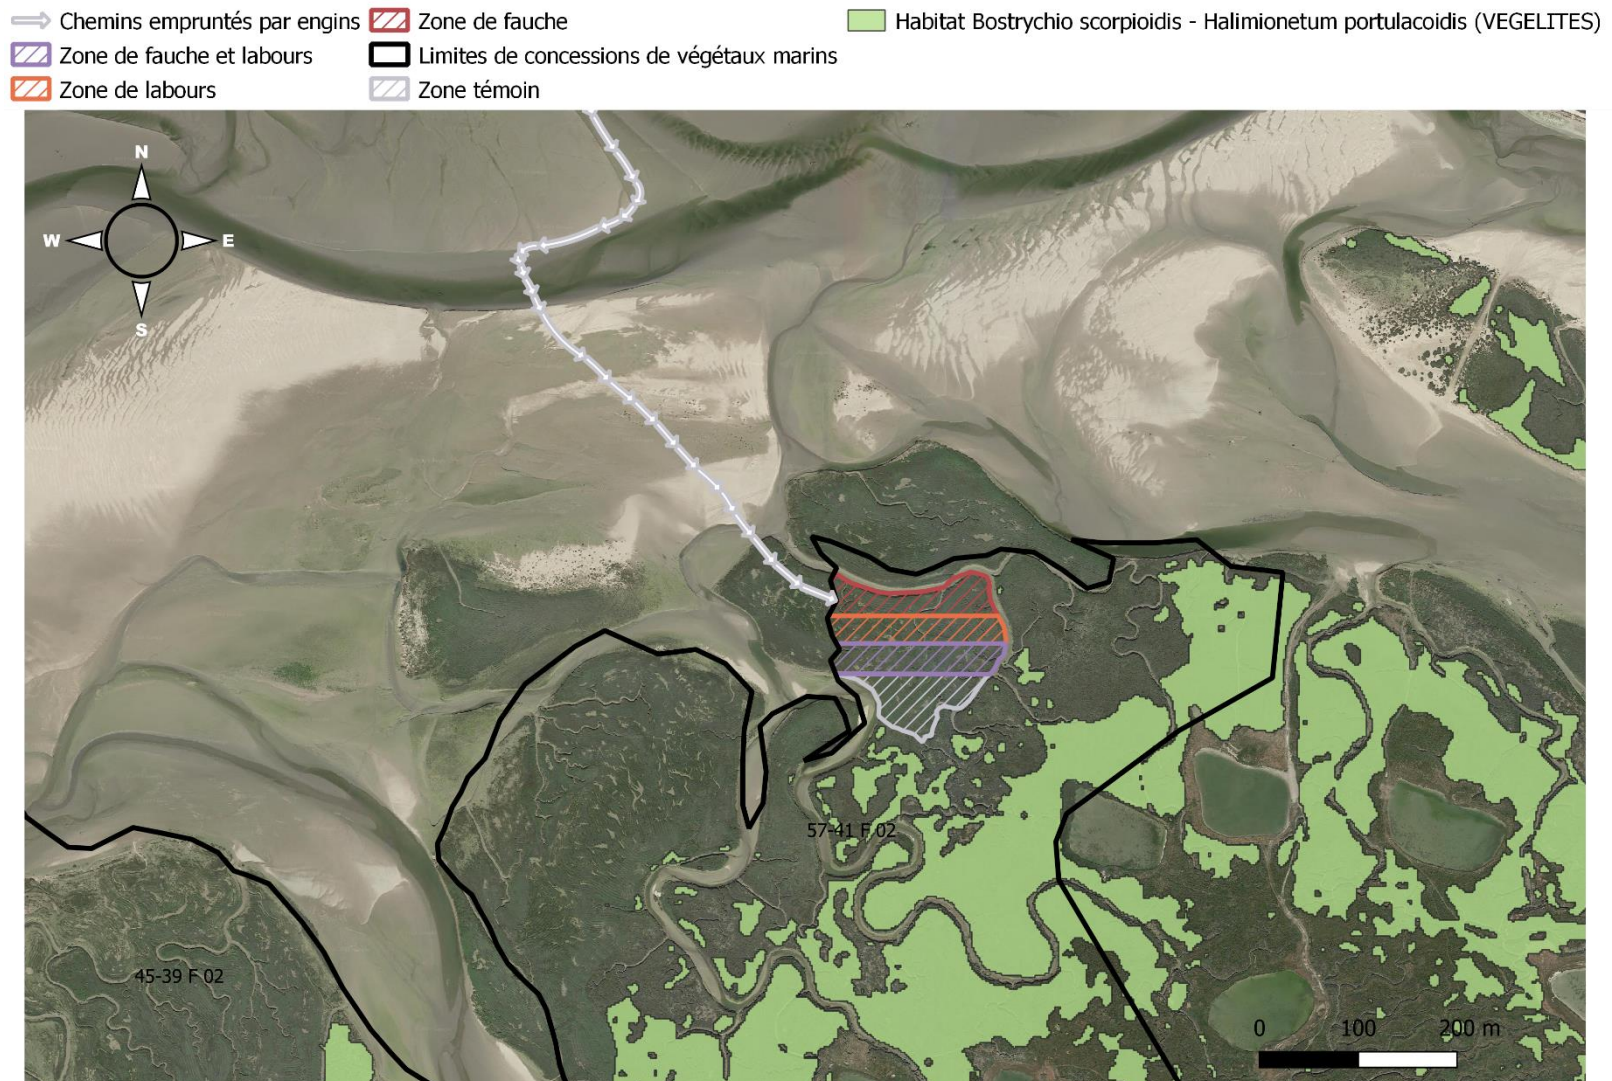 Chemins empruntés par engins
Zone de fauche
Habitat Bostrychio scorpioidis - Halimionetum portulacoidis (VEGELITES)
Zone de fauche et labours
Limites de concessions de végétaux marins
Zone de labours
Zone témoin
N
W
E
S
57-41 F 02
45-39 F 02
0 100 200 m